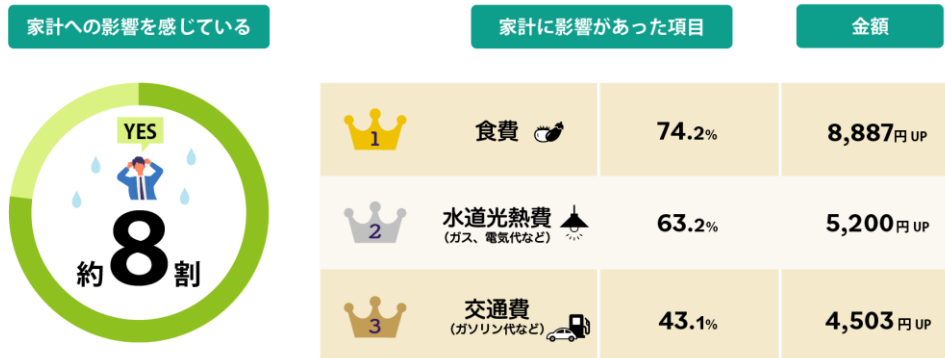 家計への影響を感じている
家計に影響があった項目
金額
YES
約8割
1
食費
74.2%
8,887円 UP
2
水道光熱費
(ガス、電気代など)
63.2%
5,200円 UP
3
交通費
(ガソリン代など)
43.1%
4,503円 UP